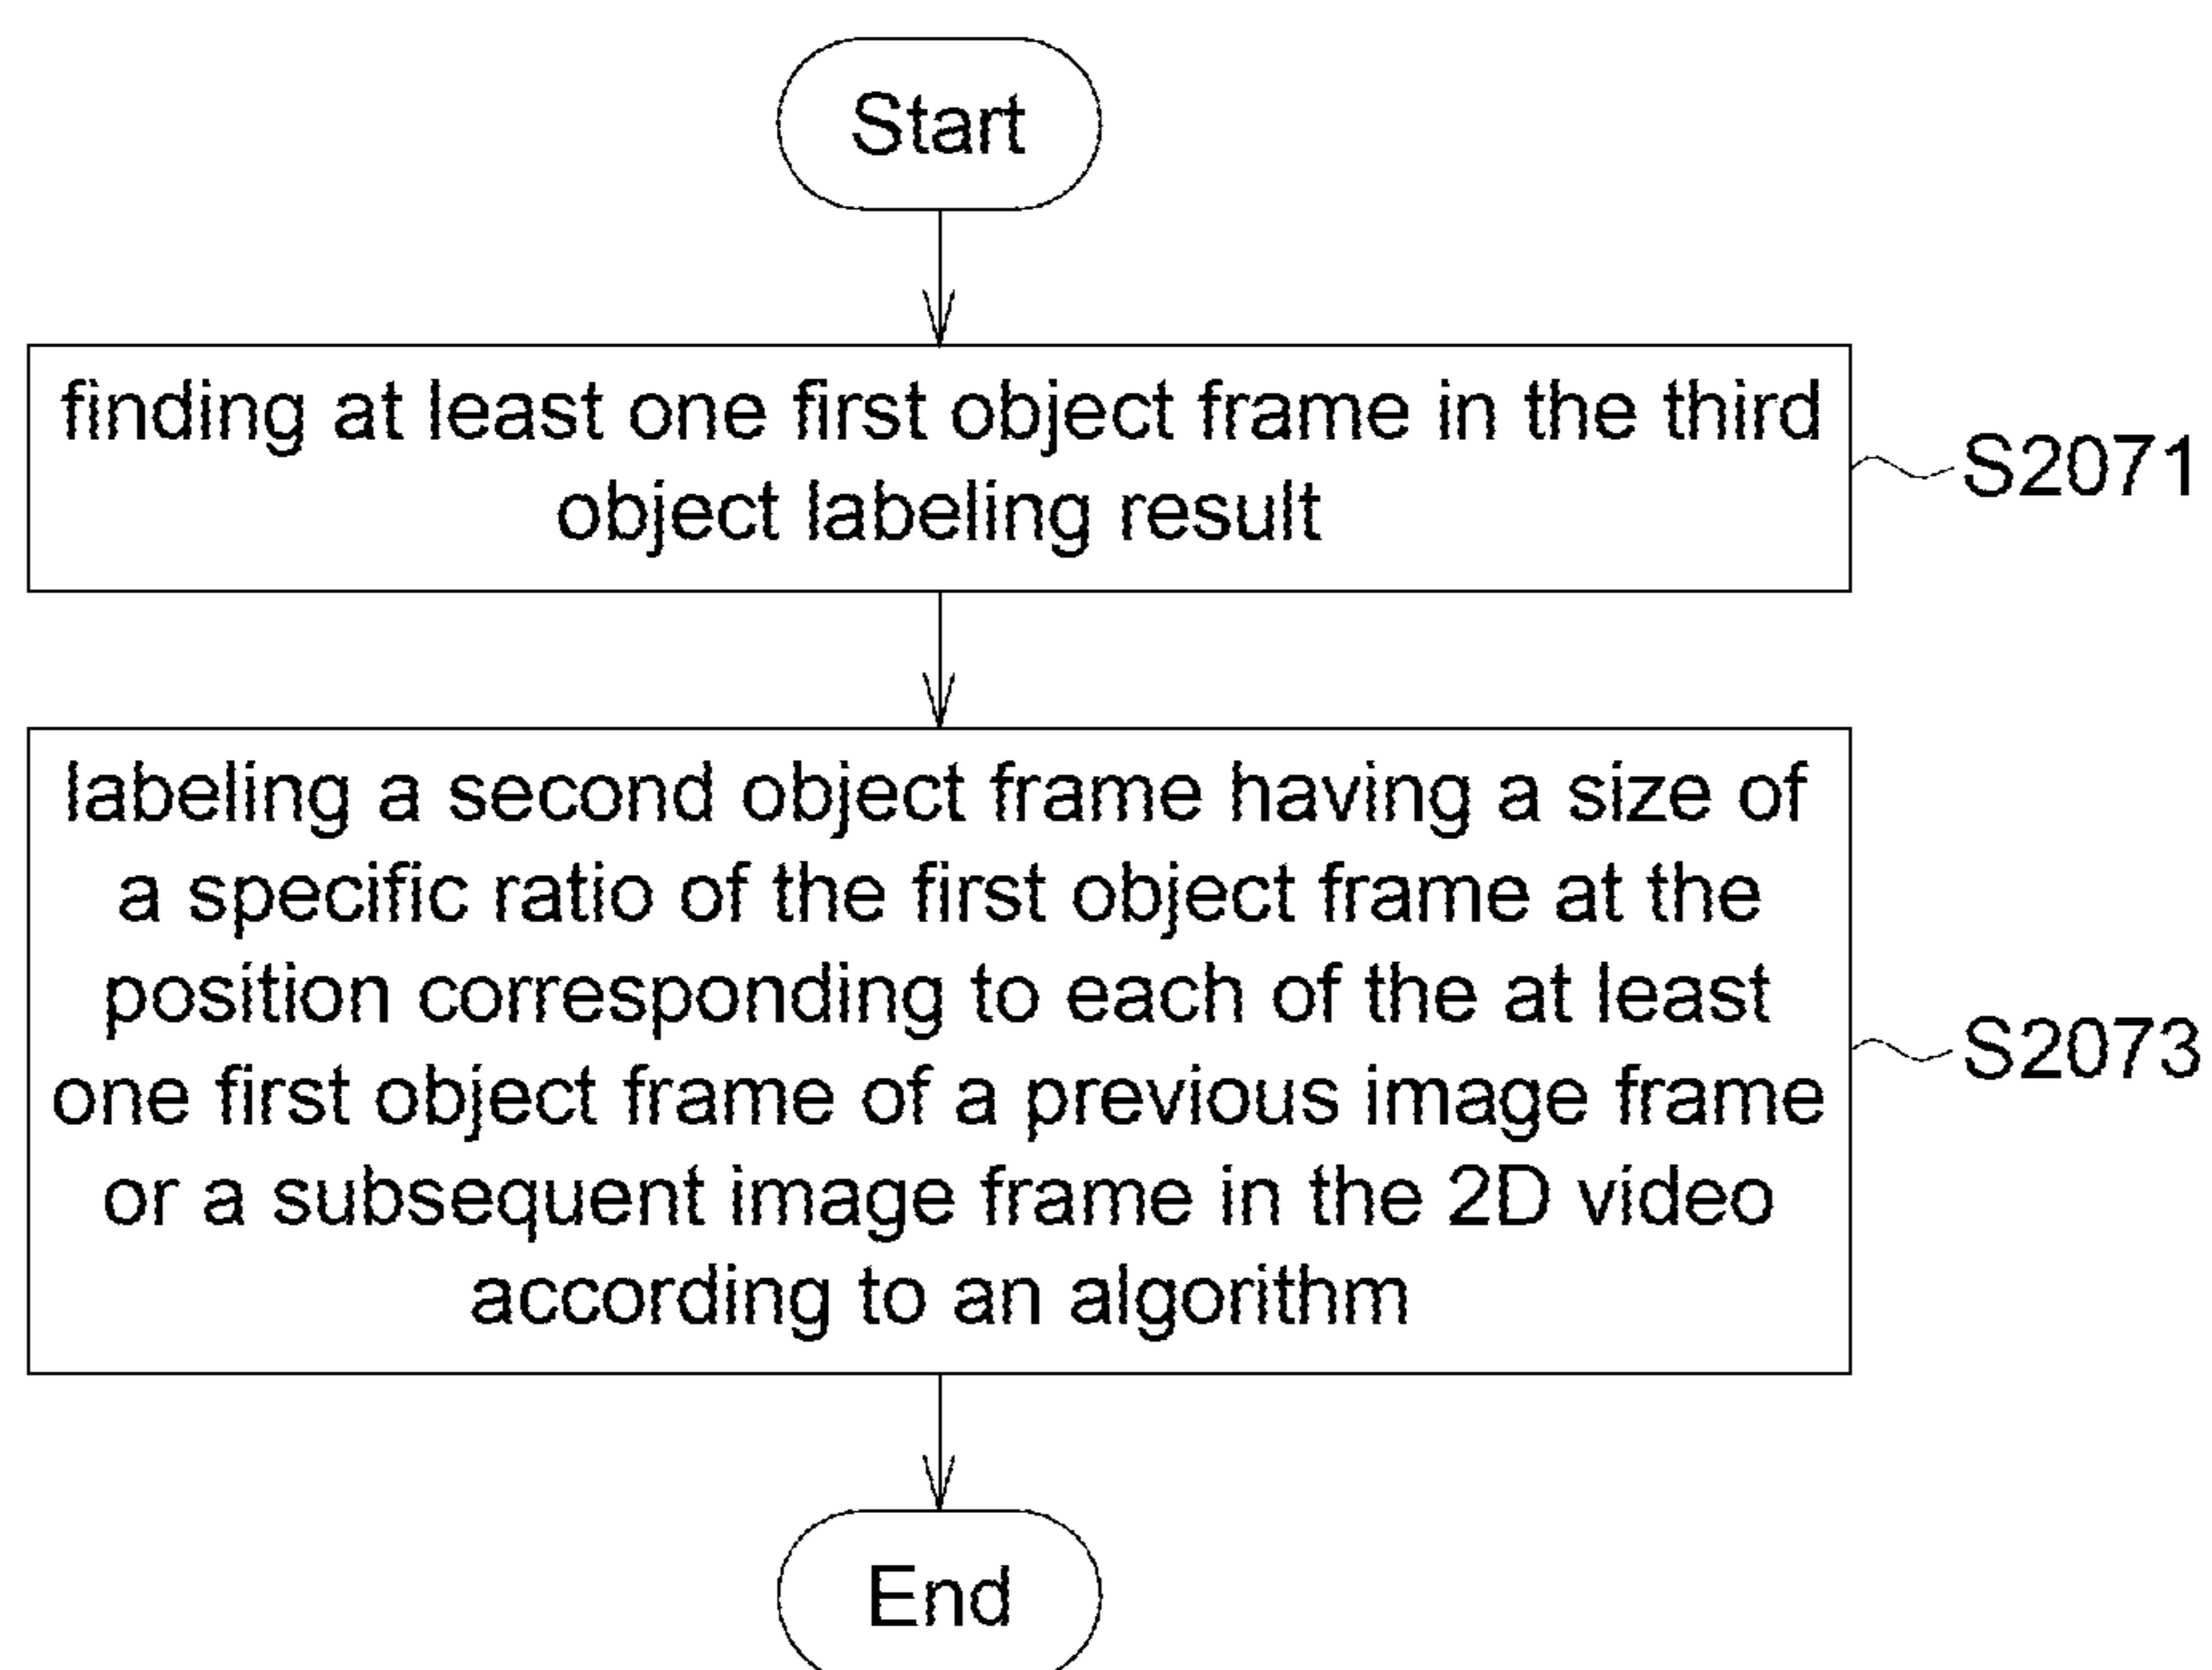 Start
finding at least one first object frame in the third
object labeling result
S2071
labeling a second object frame having a size of
a specific ratio of the first object frame at the
position corresponding to each of the at least
one first object frame of a previous image frame
or a subsequent image frame in the 2D video
according to an algorithm
S2073
End